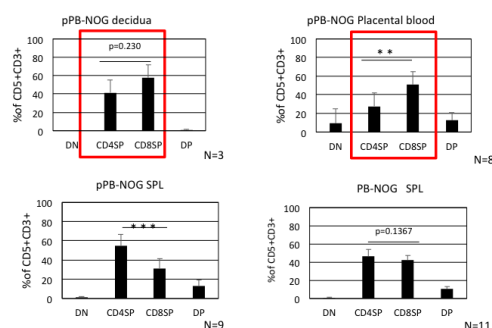 pPB-NOG decidua
%of CD5+CD3+
100
80
60
40
20
0
p=0.230
DN CD4SP CD8SP DP
N=3
pPB-NOG Placental blood
%of CD5+CD3+
100
80
60
40
20
0
**
DN CD4SP CD8SP DP
N=8
pPB-NOG SPL
%of CD5+CD3+
100
80
60
40
20
0
***
DN CD4SP CD8SP DP
N=9
PB-NOG SPL
%of CD5+CD3+
100
80
60
40
20
0
p=0.1367
DN CD4SP CD8SP DP
N=11